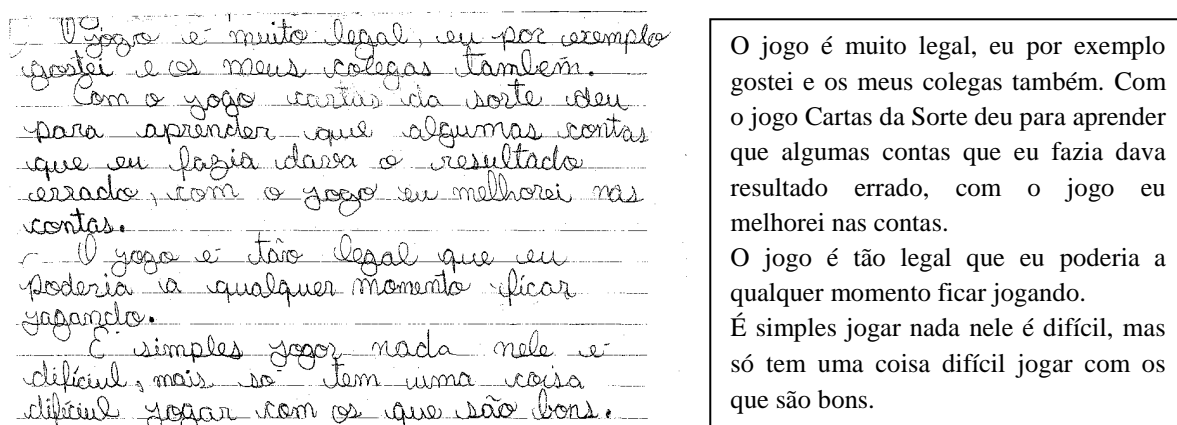 O jogo é muito legal, eu por exemplo
gostei e os meus colegas também.
Com o jogo cartas da sorte deu
para aprender que algumas contas
que eu fazia dava o resultado
errado, com o jogo eu melhorei nas
contas.
O jogo é tão legal que eu
poderia a qualquer momento ficar
jogando.
É simples jogar nada nele é
difíciul, mais só tem uma coisa
difíciul jogar com os que são bons.
O jogo é muito legal, eu por exemplo
gostei e os meus colegas também. Com
o jogo Cartas da Sorte deu para aprender
que algumas contas que eu fazia dava
resultado errado, com o jogo eu
melhorei nas contas.
O jogo é tão legal que eu poderia a
qualquer momento ficar jogando.
É simples jogar nada nele é difícil, mas
só tem uma coisa difícil jogar com os
que são bons.